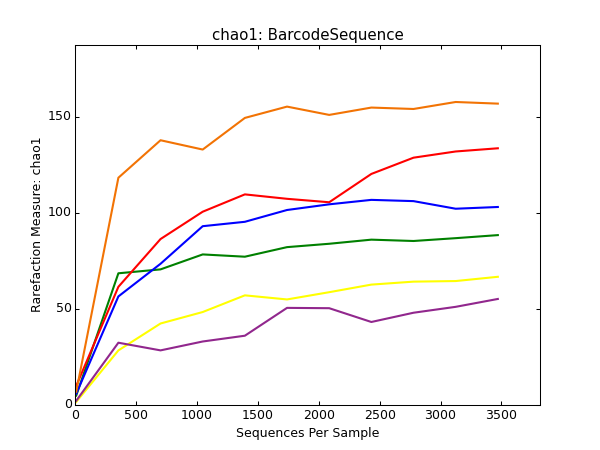 chao1: BarcodeSequence
Rarefaction Measure: chao1
150
100
50
0
0 500 1000 1500 2000 2500 3000 3500
Sequences Per Sample